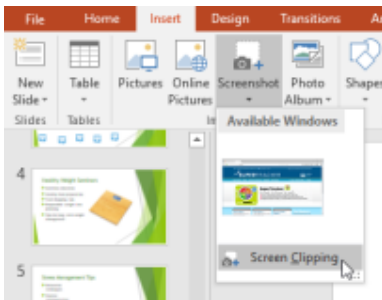 File Home Insert Design Transitions
New Slide Table Pictures Online Pictures Screenshot Photo Album Shapes
Slides Tables
Available Windows
4
Screen Clipping
5